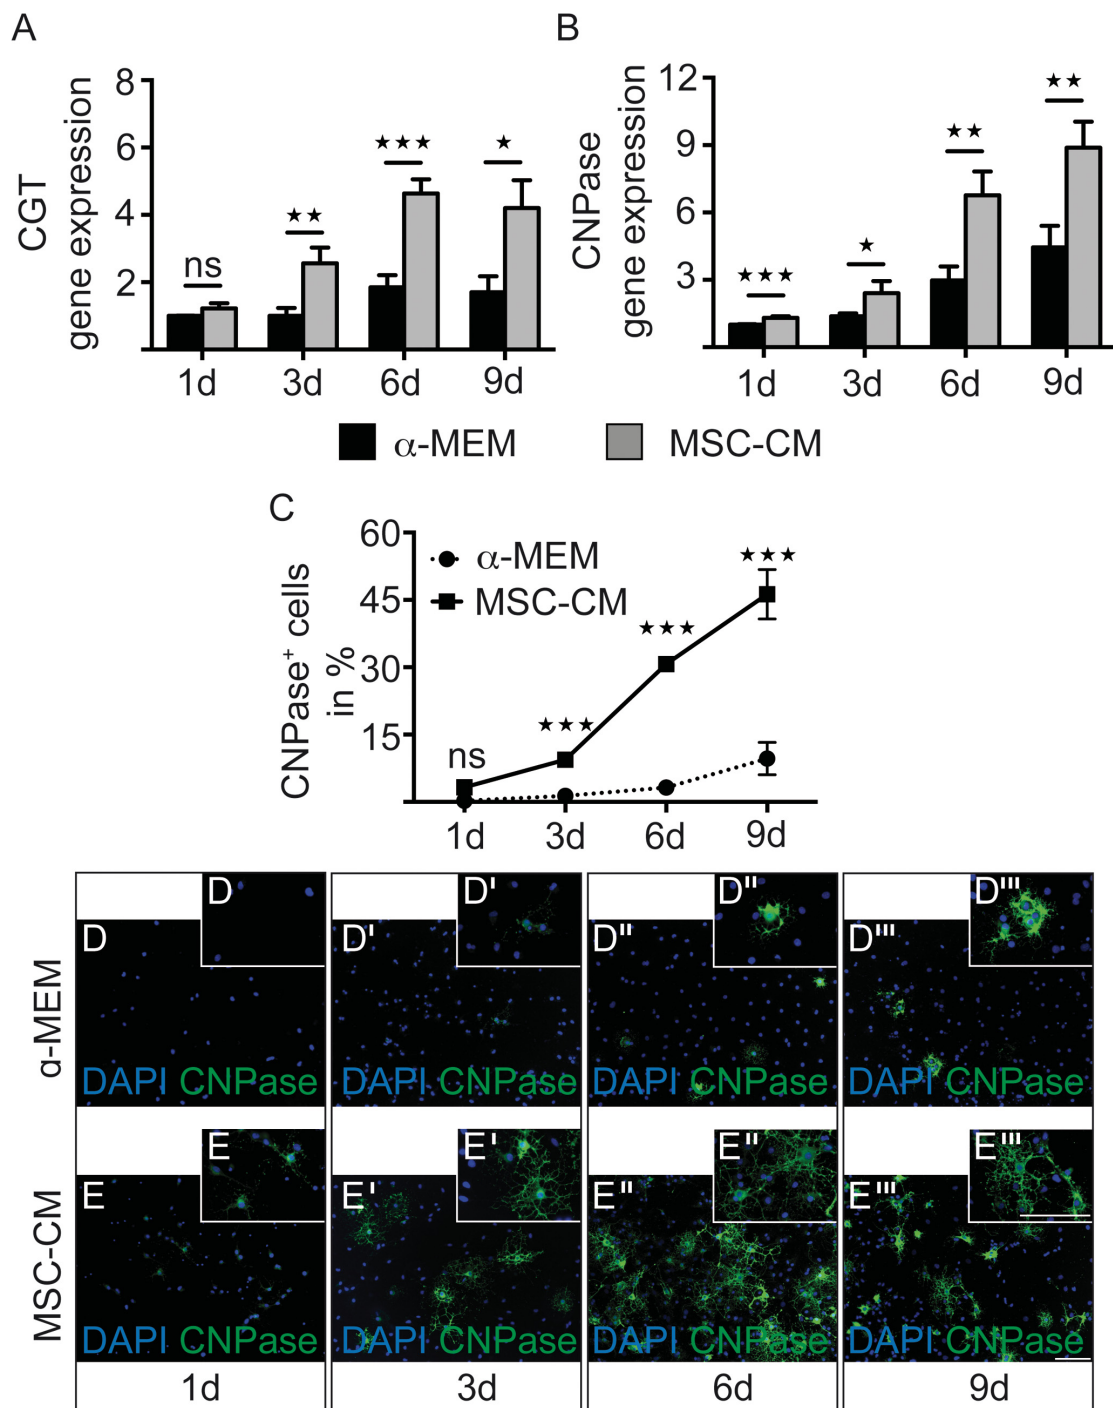 A
CGT
gene expression
8
6
4
2
ns
★★
★★★
★
1d
3d
6d
9d
B
CNPase
gene expression
12
9
6
3
★★★
★
★★
★★
1d
3d
6d
9d
α-MEM
MSC-CM
C
CNPase⁺ cells
in %
60
45
30
15
α-MEM
MSC-CM
ns
★★★
★★★
★★★
1d
3d
6d
9d
α-MEM
D
D
DAPI CNPase
D'
D'
DAPI CNPase
D''
D''
DAPI CNPase
D'''
D'''
DAPI CNPase
MSC-CM
E
E
DAPI CNPase
E'
E'
DAPI CNPase
E''
E''
DAPI CNPase
E'''
E'''
DAPI CNPase
1d
3d
6d
9d